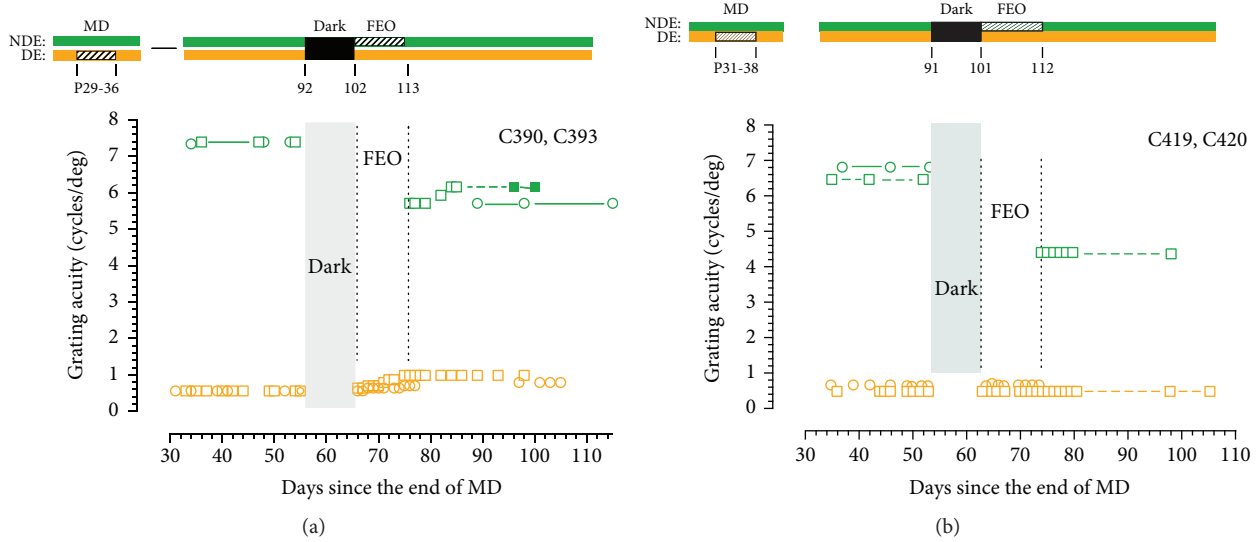 MD
Dark FEO
NDE:
DE:
P29-36
92 102 113
C390, C393
Grating acuity (cycles/deg)
8
7
6
5
4
3
2
1
0
FEO
Dark
30 40 50 60 70 80 90 100 110
Days since the end of MD
(a)
MD
Dark FEO
NDE:
DE:
P31-38
91 101 112
C419, C420
Grating acuity (cycles/deg)
8
7
6
5
4
3
2
1
0
FEO
Dark
30 40 50 60 70 80 90 100 110
Days since the end of MD
(b)